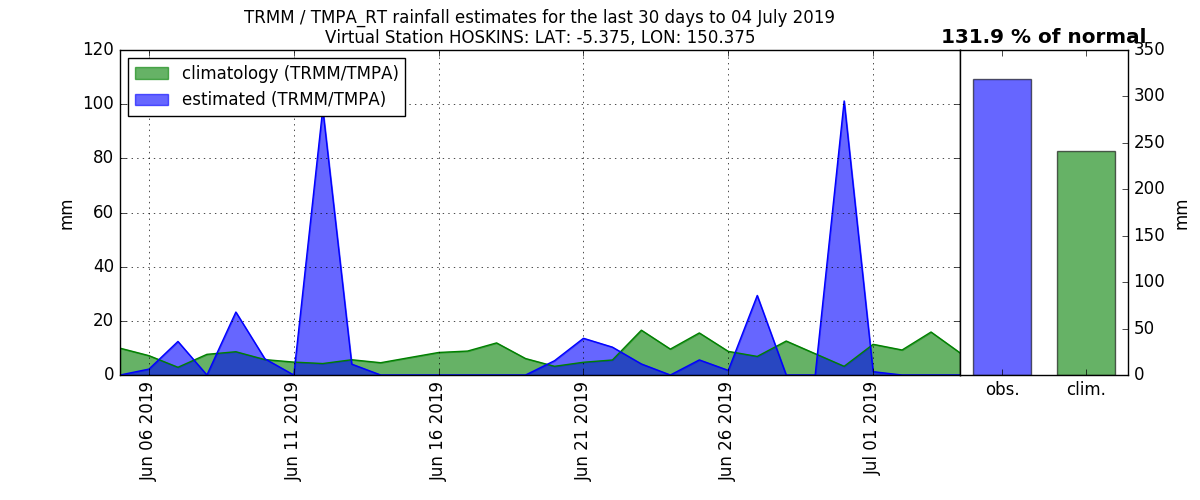 TRMM / TMPA_RT rainfall estimates for the last 30 days to 04 July 2019
Virtual Station HOSKINS: LAT: -5.375, LON: 150.375
131.9 % of normal
climatology (TRMM/TMPA)
estimated (TRMM/TMPA)
mm
120
100
80
60
40
20
0
Jun 06 2019
Jun 11 2019
Jun 16 2019
Jun 21 2019
Jun 26 2019
Jul 01 2019
obs.
clim.
350
300
250
200
150
100
50
0
mm